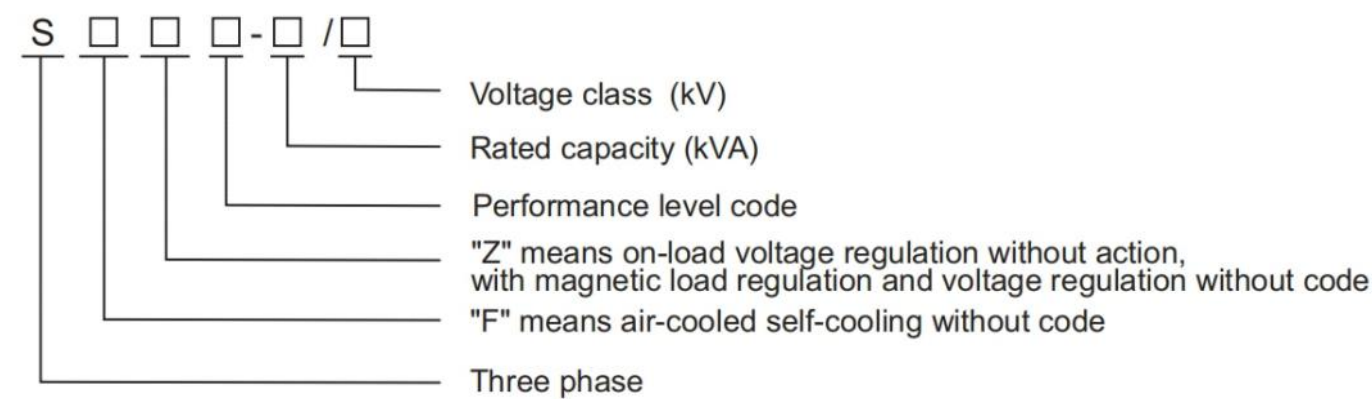 S □ □ □ - □ / □
Voltage class (kV)
Rated capacity (kVA)
Performance level code
"Z" means on-load voltage regulation without action,
with magnetic load regulation and voltage regulation without code
"F" means air-cooled self-cooling without code
Three phase